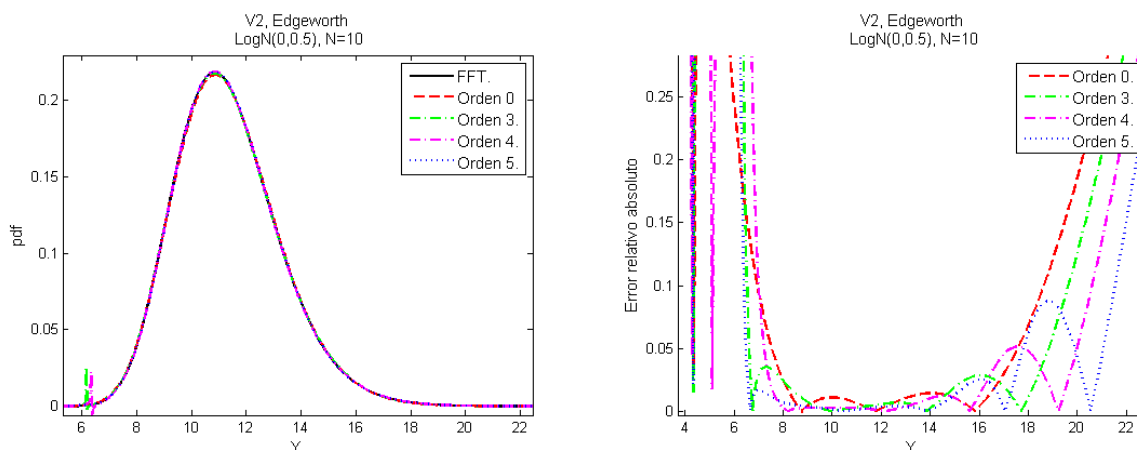 V2, Edgeworth
LogN(0,0.5), N=10
FFT.
Orden 0
Orden 3.
Orden 4.
Orden 5.
pdf
0.2
0.15
0.1
0.05
0
6 8 10 12 14 16 18 20 22
Y
V2, Edgeworth
LogN(0,0.5), N=10
Orden 0.
Orden 3.
Orden 4.
Orden 5.
Error relativo absoluto
0.25
0.2
0.15
0.1
0.05
0
4 6 8 10 12 14 16 18 20 22
Y